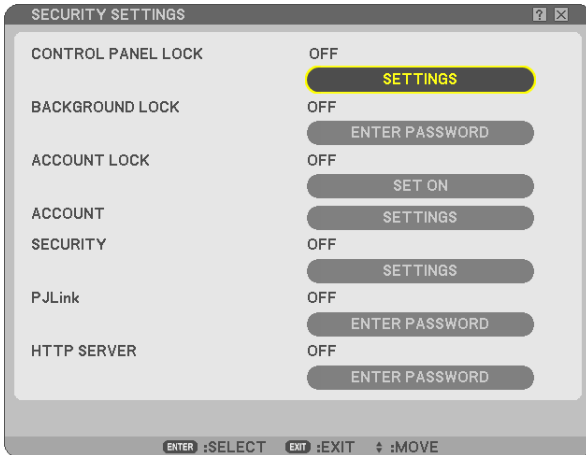 SECURITY SETTINGS ? X
CONTROL PANEL LOCK OFF
SETTINGS
BACKGROUND LOCK OFF
ENTER PASSWORD
ACCOUNT LOCK OFF
SET ON
ACCOUNT SETTINGS
SECURITY OFF
SETTINGS
PJLink OFF
ENTER PASSWORD
HTTP SERVER OFF
ENTER PASSWORD
ENTER :SELECT EXIT :EXIT :MOVE